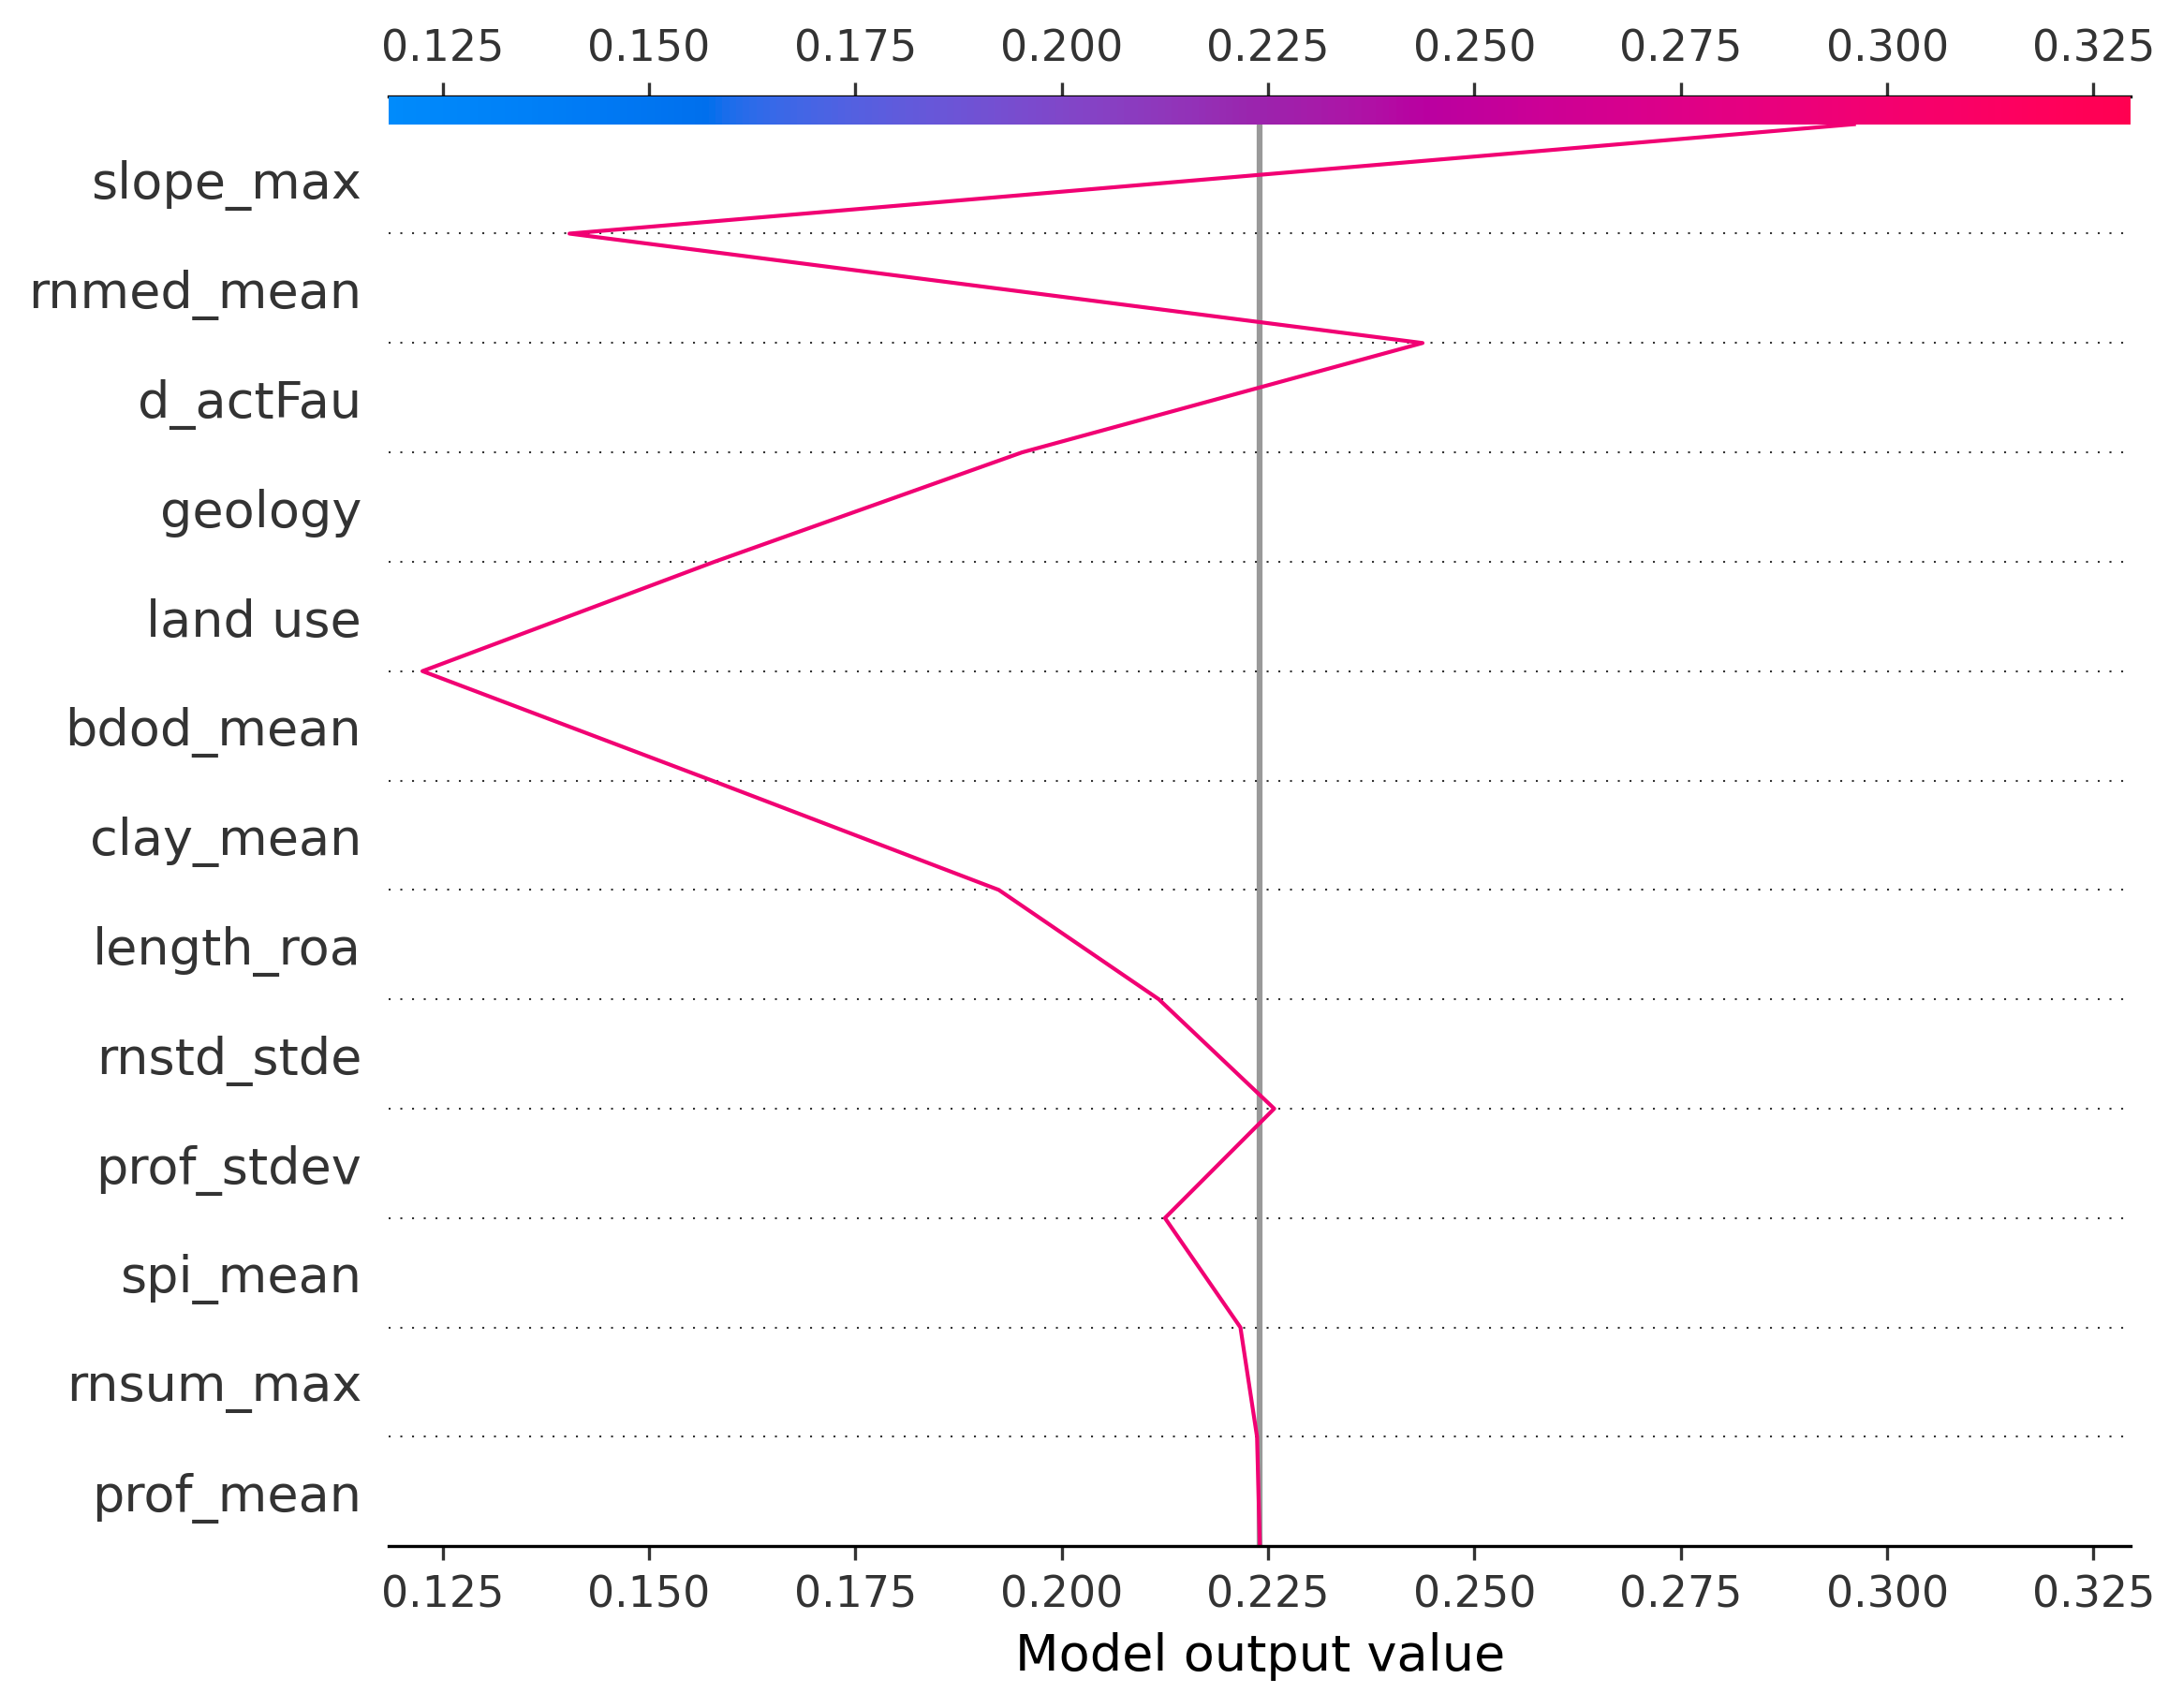 0.125 0.150 0.175 0.200 0.225 0.250 0.275 0.300 0.325
slope_max
rnmed_mean
d_actFau
geology
land use
bdod_mean
clay_mean
length_roa
rnstd_stde
prof_stdev
spi_mean
rnsum_max
prof_mean
0.125 0.150 0.175 0.200 0.225 0.250 0.275 0.300 0.325
Model output value